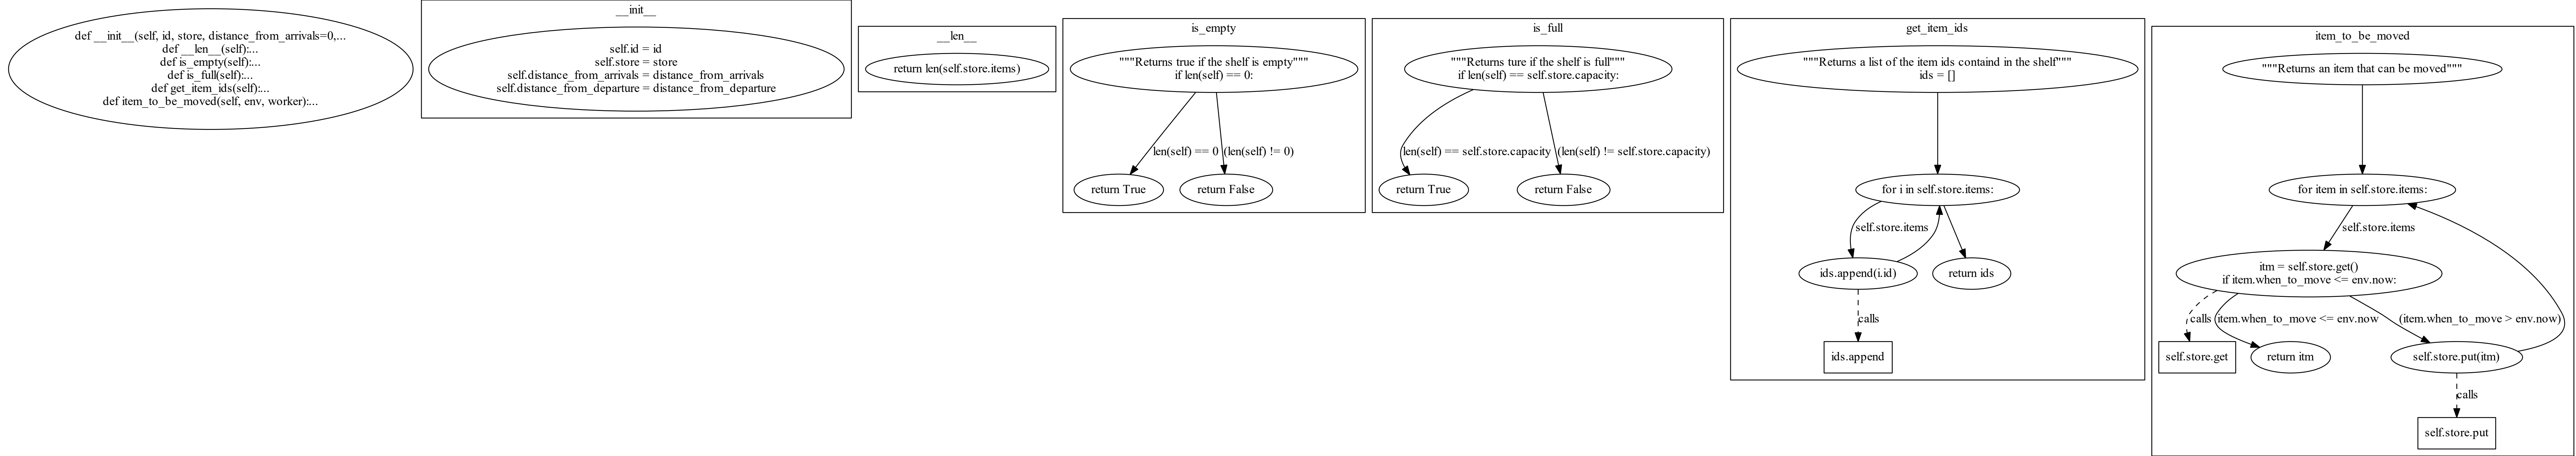 def __init__(self, id, store, distance_from_arrivals=0,...
def __len__(self):...
def is_empty(self):...
def is_full(self):...
def get_item_ids(self):...
def item_to_be_moved(self, env, worker):...
__init__
self.id = id
self.store = store
self.distance_from_arrivals = distance_from_arrivals
self.distance_from_departure = distance_from_departure
__len__
return len(self.store.items)
is_empty
"""Returns true if the shelf is empty"""
if len(self) == 0:
len(self) == 0
(len(self) != 0)
return True
return False
is_full
"""Returns ture if the shelf is full"""
if len(self) == self.store.capacity:
len(self) == self.store.capacity
(len(self) != self.store.capacity)
return True
return False
get_item_ids
"""Returns a list of the item ids containd in the shelf"""
ids = []
for i in self.store.items:
self.store.items
ids.append(i.id)
return ids
calls
ids.append
item_to_be_moved
"""Returns an item that can be moved"""
for item in self.store.items:
self.store.items
itm = self.store.get()
if item.when_to_move <= env.now:
calls
item.when_to_move <= env.now
(item.when_to_move > env.now)
self.store.get
return itm
self.store.put(itm)
calls
self.store.put